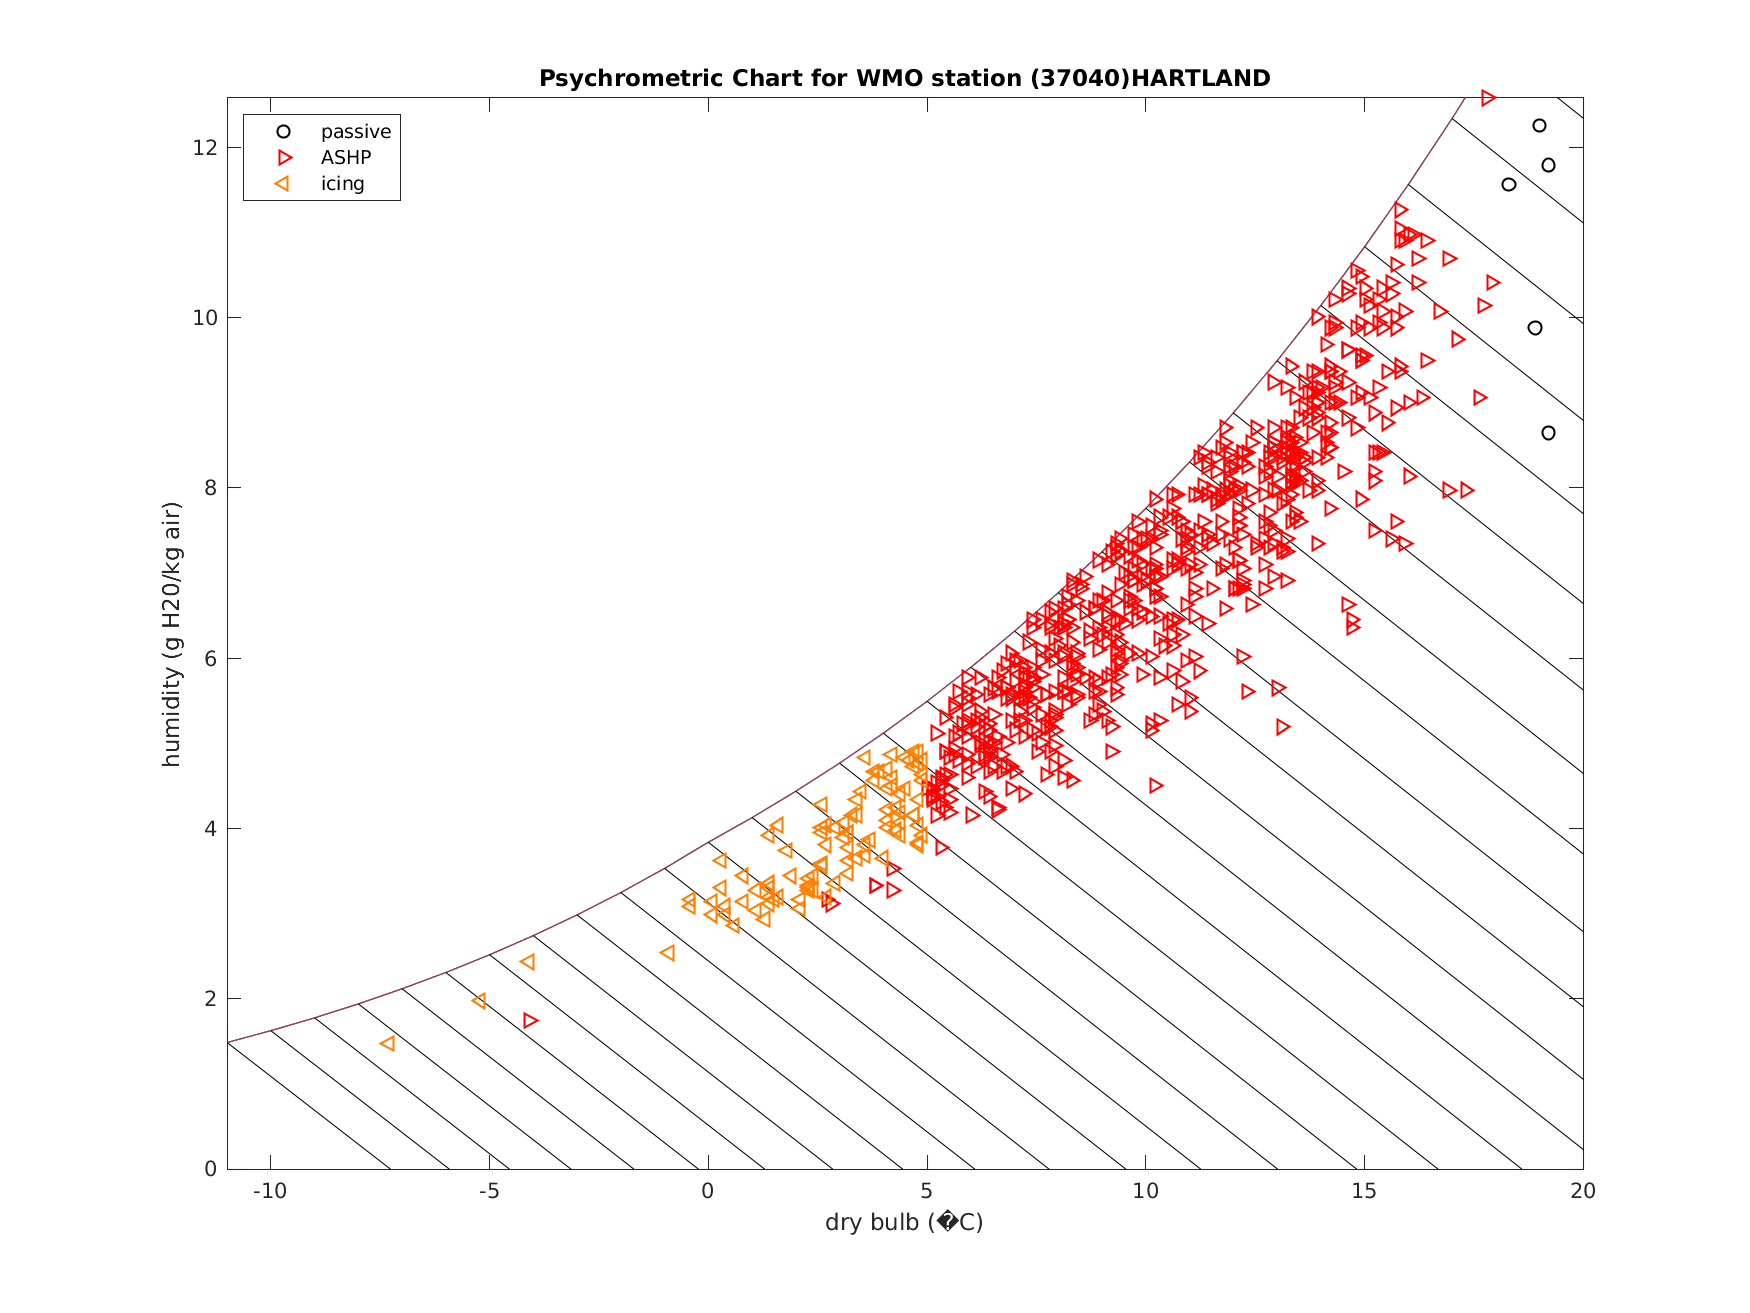 Psychrometric Chart for WMO station (37040)HARTLAND
passive
ASHP
icing
12
10
8
6
4
2
0
humidity (g H20/kg air)
-10 -5 0 5 10 15 20
dry bulb (�C)